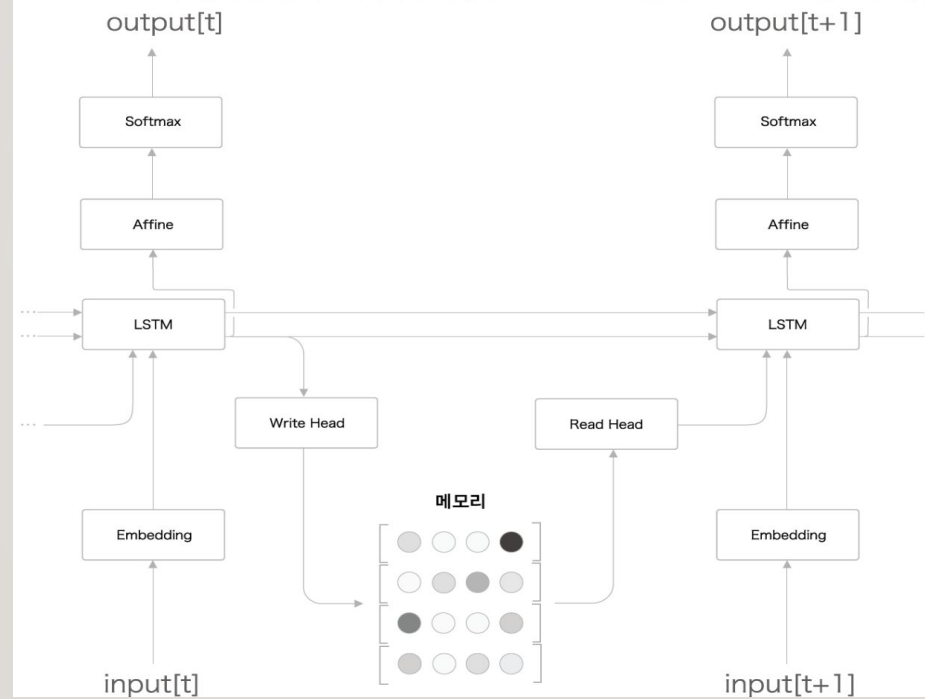 output[t]
output[t+1]
Softmax
Softmax
Affine
Affine
LSTM
LSTM
Write Head
Read Head
메모리
Embedding
Embedding
input[t]
input[t+1]